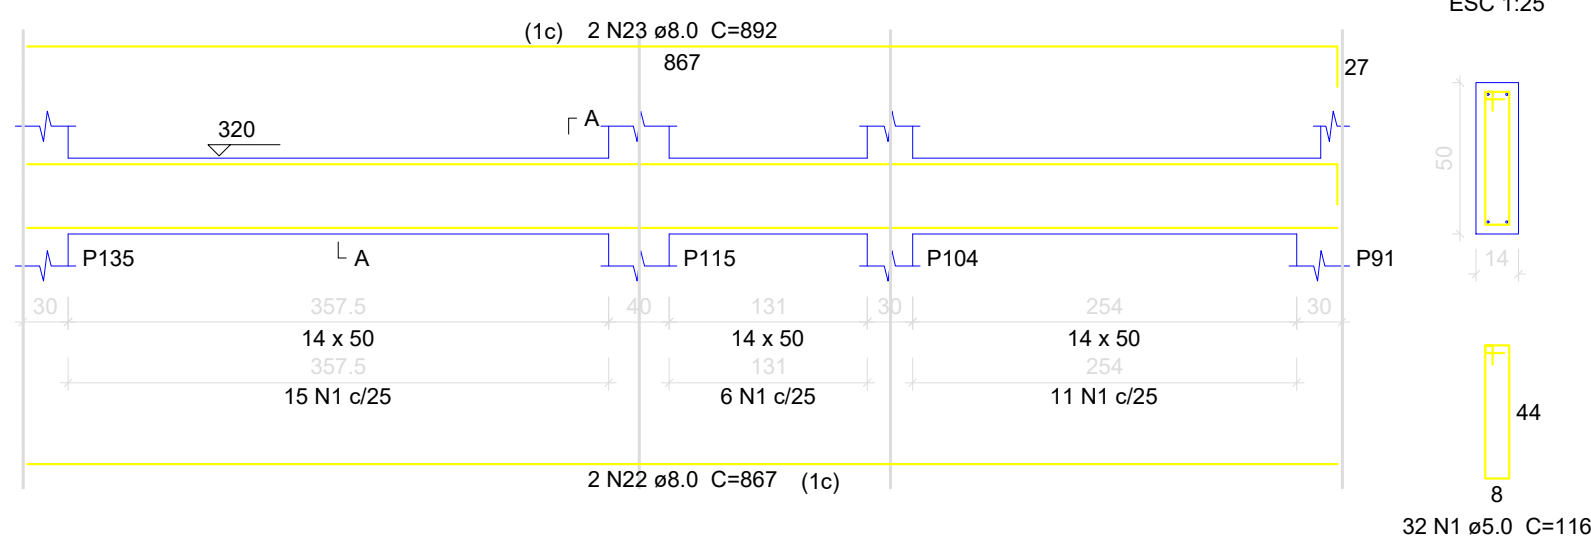 ESC 1:25
(1c) 2 N23 ø8.0 C=892
867
27
A
320
50
P135
A
P115
P104
P91
14
30
357.5
40
131
30
254
30
14 x 50
14 x 50
14 x 50
357.5
131
254
15 N1 c/25
6 N1 c/25
11 N1 c/25
44
2 N22 ø8.0 C=867 (1c)
8
32 N1 ø5.0 C=116